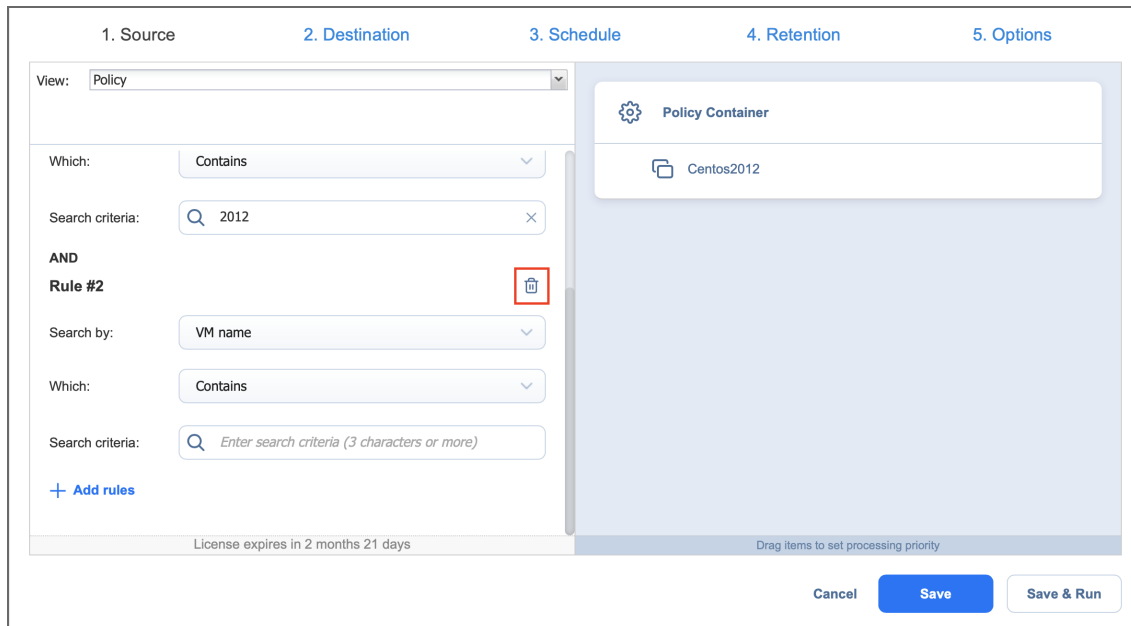 1. Source
2. Destination
3. Schedule
4. Retention
5. Options
View:
Policy
Which:
Contains
Search criteria:
2012
AND
Rule #2
Search by:
VM name
Which:
Contains
Search criteria:
Enter search criteria (3 characters or more)
Add rules
License expires in 2 months 21 days
Policy Container
Centos2012
Drag items to set processing priority
Cancel
Save
Save & Run